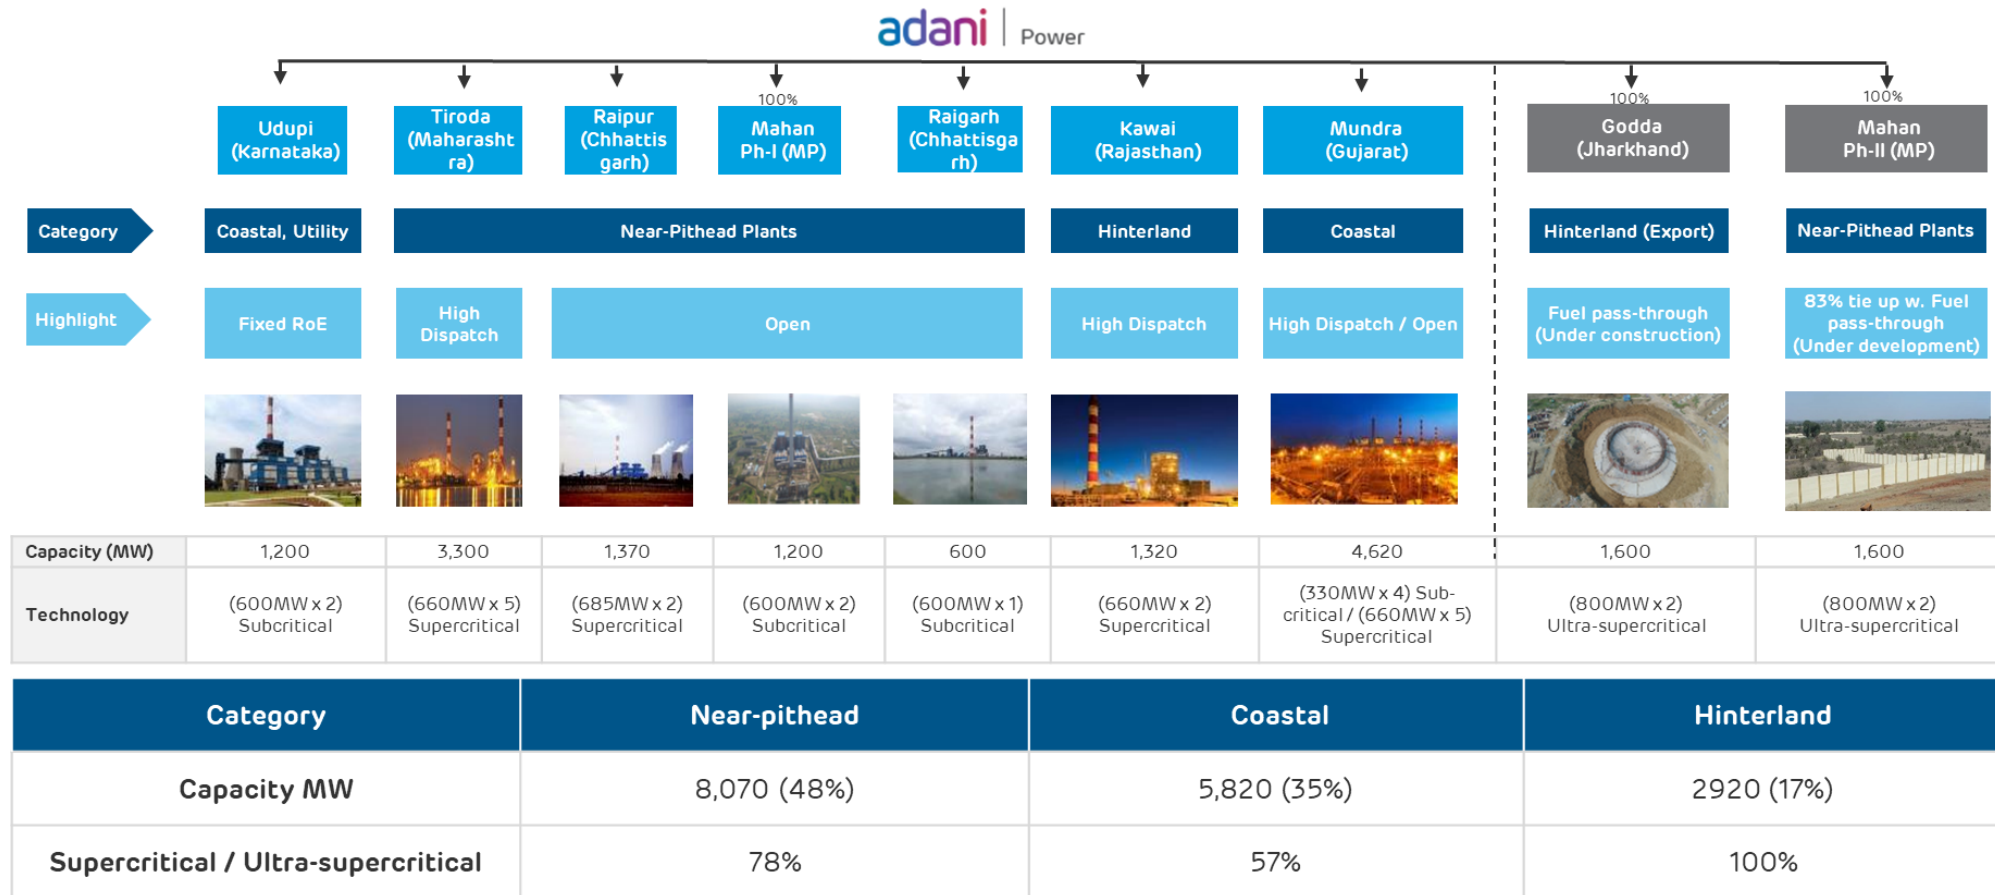 adani | Power
100%
100%
100%
Udupi
(Karnataka)
Tiroda
(Maharasht
ra)
Raipur
(Chhattis
garh)
Mahan
Ph-I (MP)
Raigarh
(Chhattisga
rh)
Kawai
(Rajasthan)
Mundra
(Gujarat)
Godda
(Jharkhand)
Mahan
Ph-II (MP)
Category
Coastal, Utility
Near-Pithead Plants
Hinterland
Coastal
Hinterland (Export)
Near-Pithead Plants
Highlight
Fixed RoE
High
Dispatch
Open
High Dispatch
High Dispatch / Open
Fuel pass-through
(Under construction)
83% tie up w. Fuel
pass-through
(Under development)
Capacity (MW)
1,200
3,300
1,370
1,200
600
1,320
4,620
1,600
1,600
Technology
(600MW x 2)
Subcritical
(660MW x 5)
Supercritical
(685MW x 2)
Supercritical
(600MW x 2)
Subcritical
(600MW x 1)
Subcritical
(660MW x 2)
Supercritical
(330MW x 4) Sub-
critical / (660MW x 5)
Supercritical
(800MW x 2)
Ultra-supercritical
(800MW x 2)
Ultra-supercritical
Category
Near-pithead
Coastal
Hinterland
Capacity MW
8,070 (48%)
5,820 (35%)
2920 (17%)
Supercritical / Ultra-supercritical
78%
57%
100%